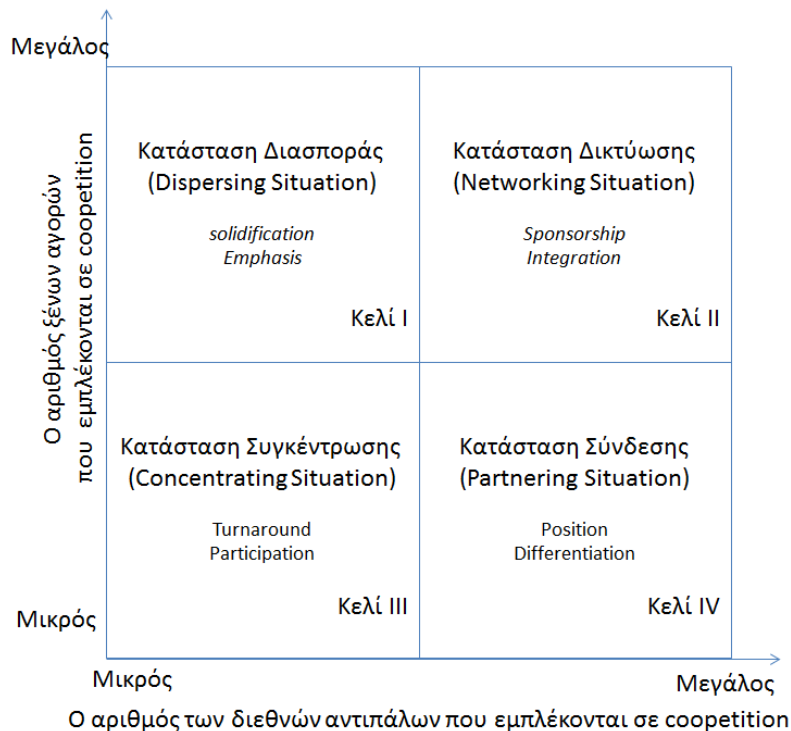 Μεγάλος
Ο αριθμός ξένων αγορών
που εμπλέκονται σε coopetition
Κατάσταση Διασποράς
(Dispersing Situation)
solidification
Emphasis
Κελί I
Κατάσταση Δικτύωσης
(Networking Situation)
Sponsorship
Integration
Κελί II
Κατάσταση Συγκέντρωσης
(Concentrating Situation)
Turnaround
Participation
Κελί III
Κατάσταση Σύνδεσης
(Partnering Situation)
Position
Differentiation
Κελί IV
Μικρός
Μικρός
Μεγάλος
Ο αριθμός των διεθνών αντιπάλων που εμπλέκονται σε coopetition